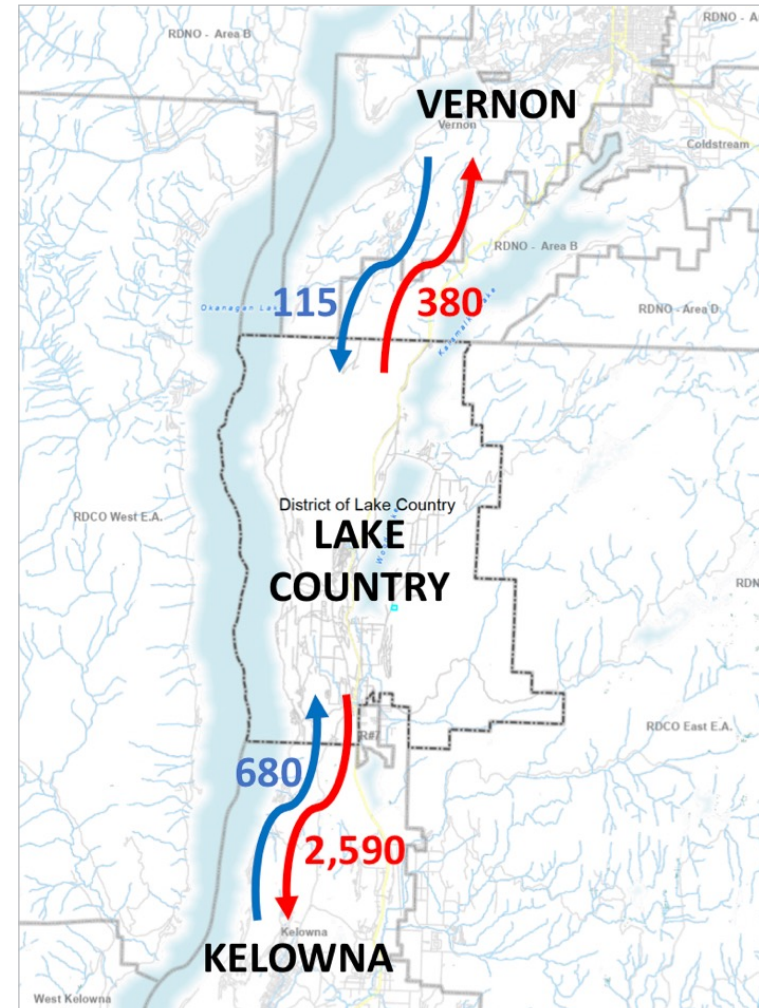 RDNO - Area B
VERNON
Vernon
Coldstream
RDNO - Area B
115
380
Okanagan Lake
RDNO - Area D
District of Lake Country
LAKE
COUNTRY
RDCO West E.A.
RDCO East E.A.
680
2,590
Kelowna
KELOWNA
West Kelowna